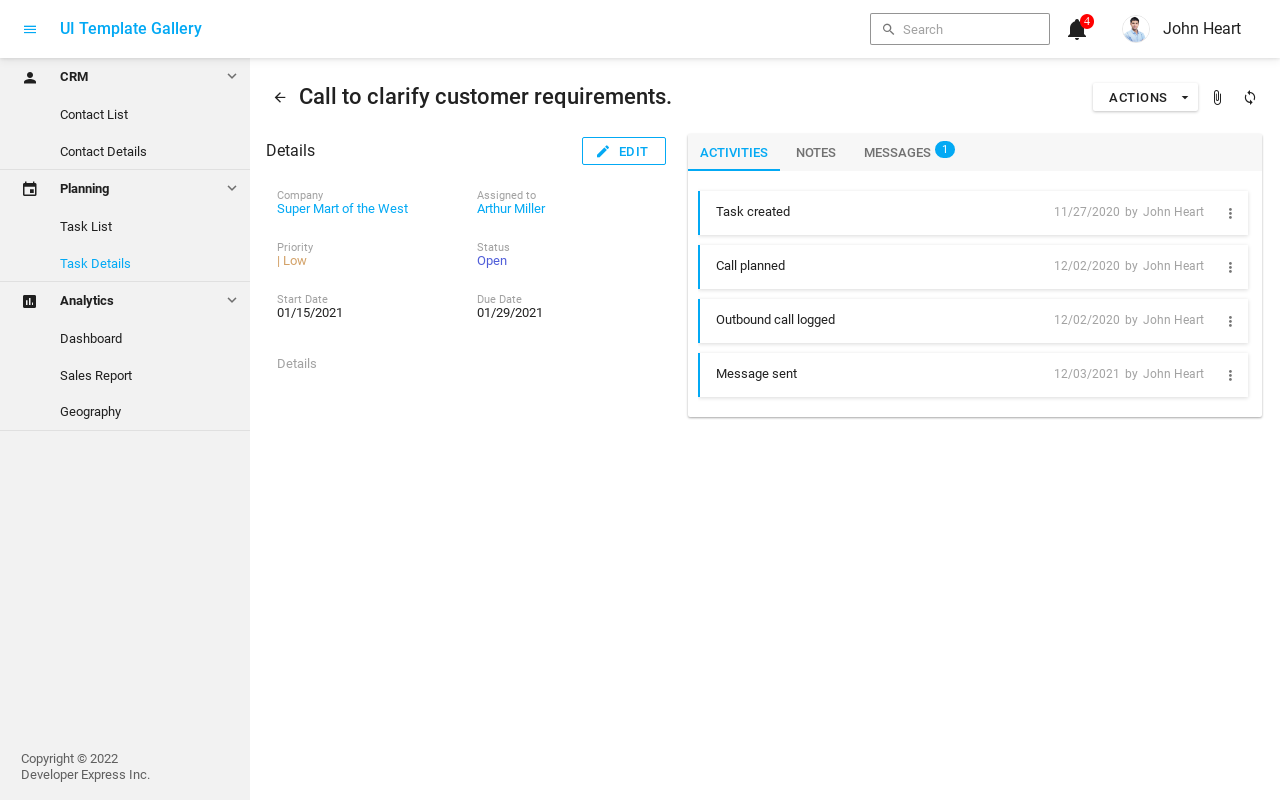 UI Template Gallery
Search
4
John Heart
CRM
Contact List
Contact Details
Planning
Task List
Task Details
Analytics
Dashboard
Sales Report
Geography
Copyright © 2022
Developer Express Inc.
Call to clarify customer requirements.
ACTIONS
Details
EDIT
Company
Super Mart of the West
Assigned to
Arthur Miller
Priority
| Low
Status
Open
Start Date
01/15/2021
Due Date
01/29/2021
Details
ACTIVITIES NOTES MESSAGES 1
Task created 11/27/2020 by John Heart
Call planned 12/02/2020 by John Heart
Outbound call logged 12/02/2020 by John Heart
Message sent 12/03/2021 by John Heart